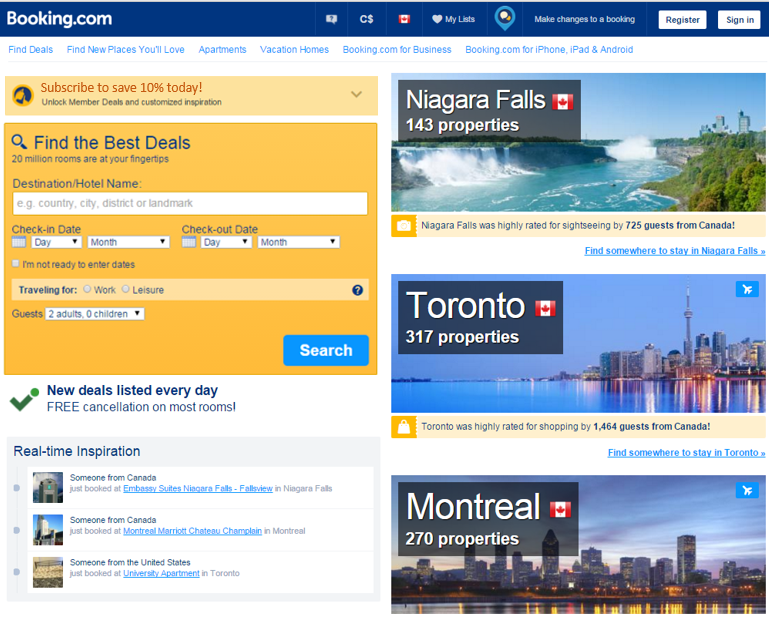 Booking.com
C$
My Lists
Make changes to a booking
Register
Sign in
Find Deals
Find New Places You'll Love
Apartments
Vacation Homes
Booking.com for Business
Booking.com for iPhone, iPad & Android
Subscribe to save 10% today!
Unlock Member Deals and customized inspiration
Find the Best Deals
20 million rooms are at your fingertips
Destination/Hotel Name:
e.g. country, city, district or landmark
Check-in Date
Check-out Date
Day
Month
Day
Month
I'm not ready to enter dates
Traveling for:
Work
Leisure
?
Guests
2 adults, 0 children
Search
New deals listed every day
FREE cancellation on most rooms!
Real-time Inspiration
Someone from Canada
just booked at Embassy Suites Niagara Falls - Fallsview in Niagara Falls
Someone from Canada
just booked at Montreal Marriott Chateau Champlain in Montreal
Someone from the United States
just booked at University Apartment in Toronto
Niagara Falls
143 properties
Niagara Falls was highly rated for sightseeing by 725 guests from Canada!
Find somewhere to stay in Niagara Falls »
Toronto
317 properties
Toronto was highly rated for shopping by 1,464 guests from Canada!
Find somewhere to stay in Toronto »
Montreal
270 properties